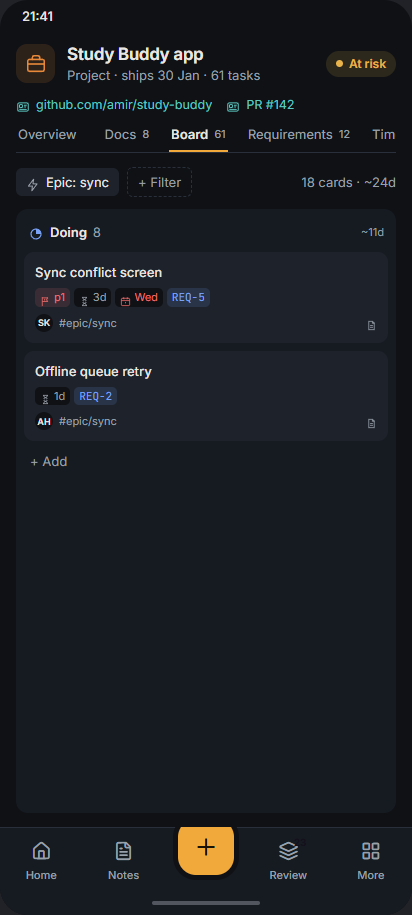 21:41
Study Buddy app
Project · ships 30 Jan · 61 tasks
At risk
github.com/amir/study-buddy PR #142
Overview Docs 8 Board 61 Requirements 12 Tim
Epic: sync + Filter 18 cards · ~24d
Doing 8 ~11d
Sync conflict screen
p1 3d Wed REQ-5
SK #epic/sync
Offline queue retry
1d REQ-2
AH #epic/sync
+ Add
Home Notes Review More